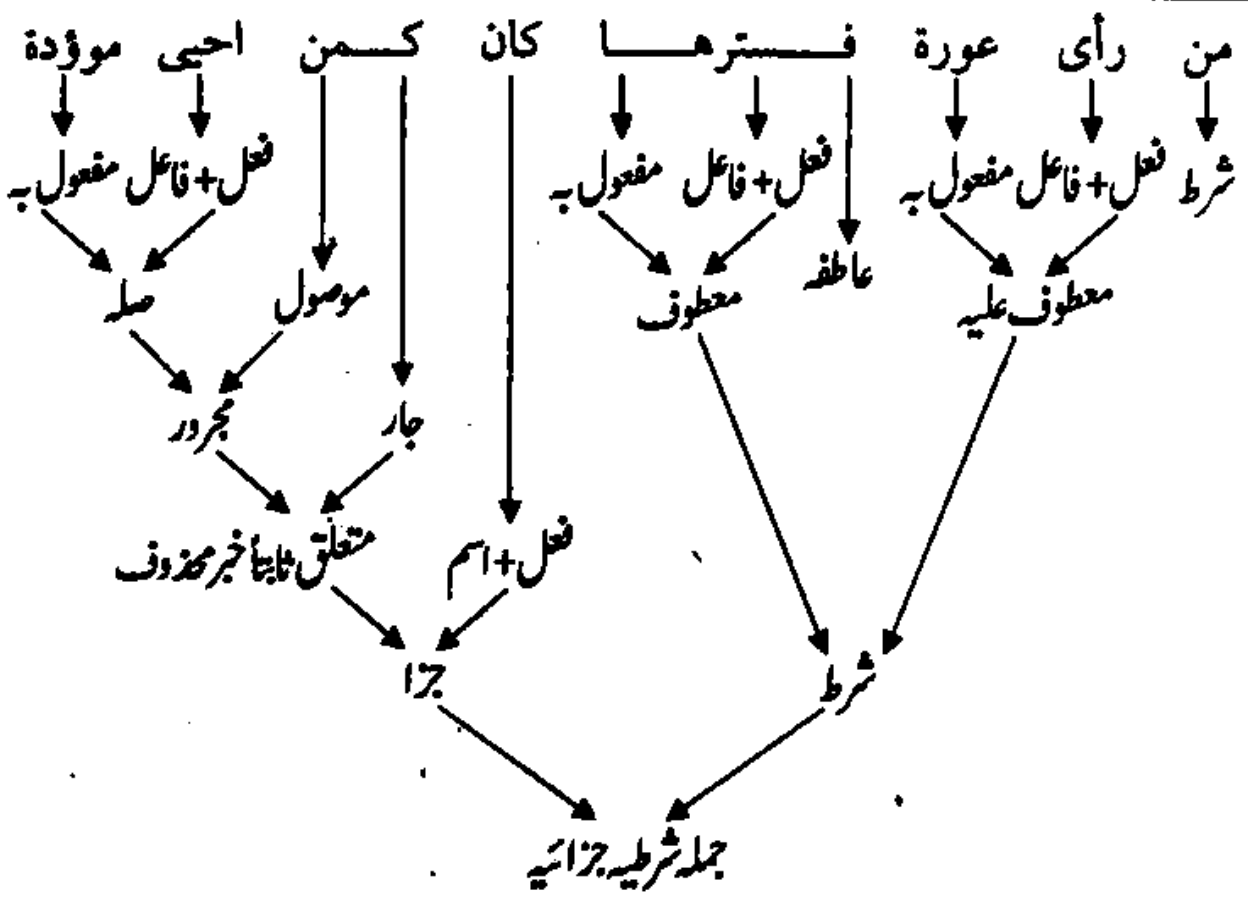 من رأى عورة فسترها كان كمن احيى موؤدة
شرط فعل+فاعل مفعول به فعل+فاعل مفعول به فعل+فاعل مفعول به
معطوف علیہ عاطفہ معطوف موصول صلہ
جار مجرور
فعل+اسم متعلق ثابتاً خبر محذوف
شرط جزا
جملہ شرطیہ جزائیہ